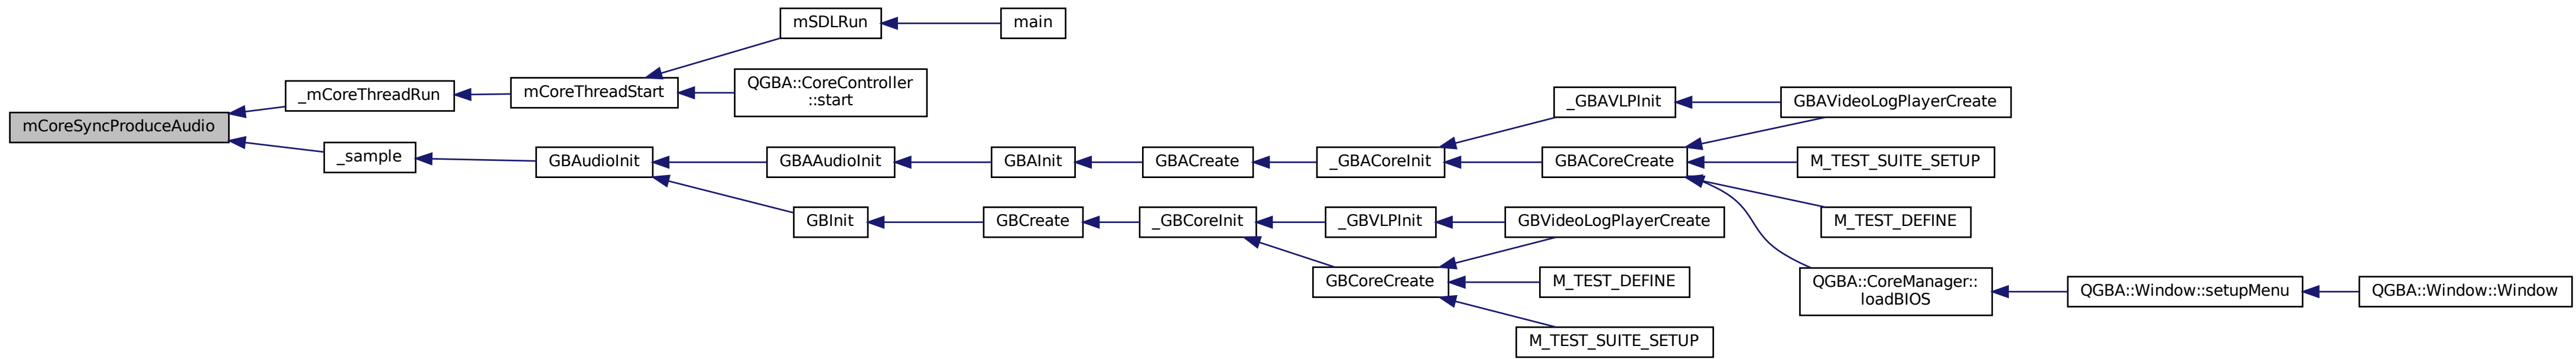 mCoreSyncProduceAudio
_mCoreThreadRun
mCoreThreadStart
mSDLRun
main
QGBA::CoreController
::start
_sample
GBAudioInit
GBAAudioInit
GBAInit
GBACreate
_GBACoreInit
_GBAVLPInit
GBAVideoLogPlayerCreate
GBACoreCreate
M_TEST_SUITE_SETUP
M_TEST_DEFINE
QGBA::CoreManager::
loadBIOS
QGBA::Window::setupMenu
QGBA::Window::Window
GBInit
GBCreate
_GBCoreInit
_GBVLPInit
GBVideoLogPlayerCreate
GBCoreCreate
M_TEST_DEFINE
M_TEST_SUITE_SETUP